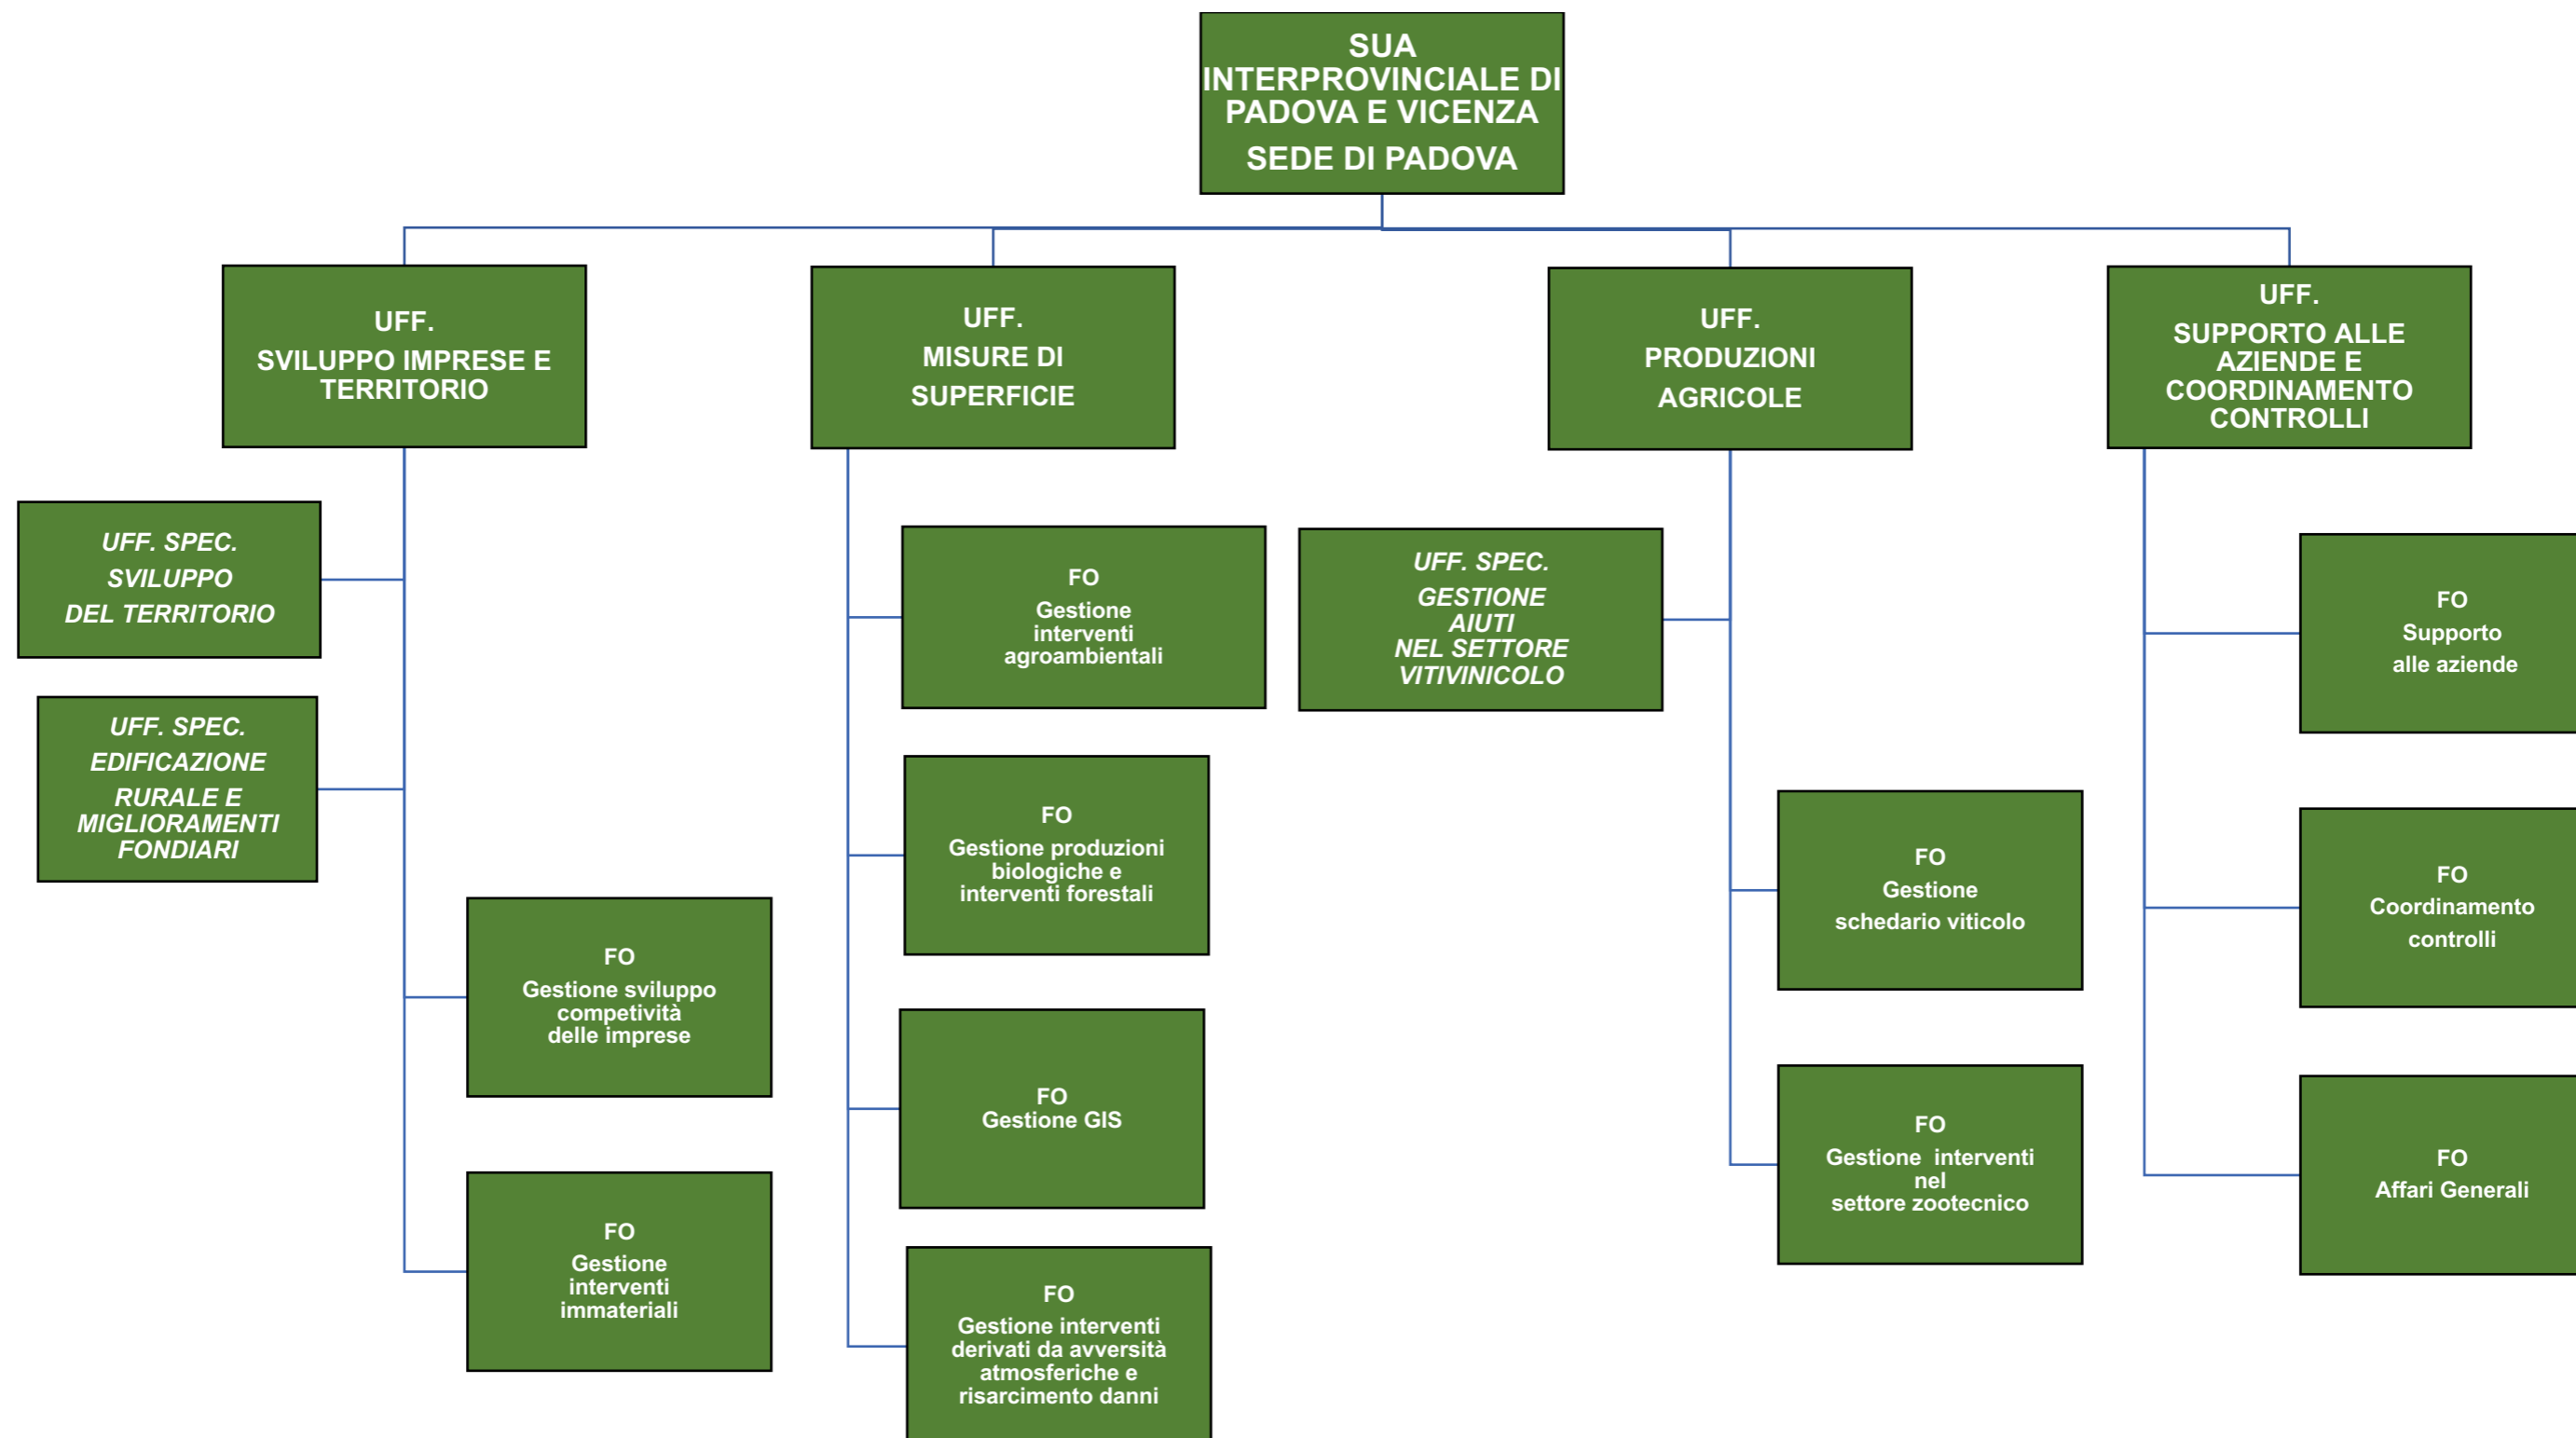 SUA
INTERPROVINCIALE DI
PADOVA E VICENZA
SEDE DI PADOVA
UFF.
SVILUPPO IMPRESE E
TERRITORIO
UFF.
MISURE DI
SUPERFICIE
UFF.
PRODUZIONI
AGRICOLE
UFF.
SUPPORTO ALLE
AZIENDE E
COORDINAMENTO
CONTROLLI
UFF. SPEC.
SVILUPPO
DEL TERRITORIO
UFF. SPEC.
EDIFICAZIONE
RURALE E
MIGLIORAMENTI
FONDIARI
FO
Gestione sviluppo
competività
delle imprese
FO
Gestione
interventi
immateriali
FO
Gestione
interventi
agroambientali
FO
Gestione produzioni
biologiche e
interventi forestali
FO
Gestione GIS
FO
Gestione interventi
derivati da avversità
atmosferiche e
risarcimento danni
UFF. SPEC.
GESTIONE
AIUTI
NEL SETTORE
VITIVINICOLO
FO
Gestione
schedario viticolo
FO
Gestione  interventi
nel
settore zootecnico
FO
Supporto
alle aziende
FO
Coordinamento
controlli
FO
Affari Generali